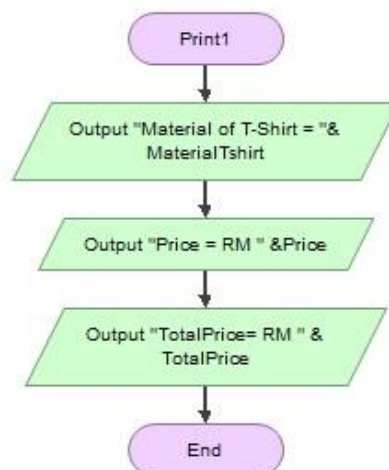 Print1
Output "Material of T-Shirt = "&
MaterialTshirt
Output "Price = RM " &Price
Output "TotalPrice= RM " &
TotalPrice
End